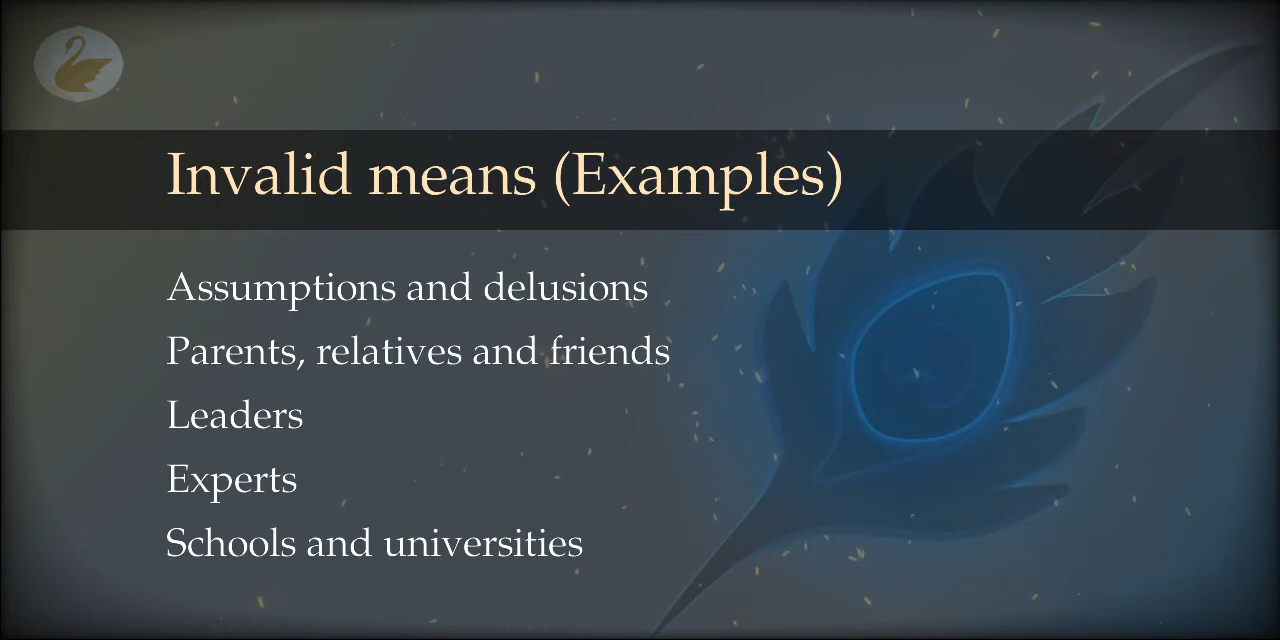 Invalid means (Examples)
Assumptions and delusions
Parents, relatives and friends
Leaders
Experts
Schools and universities